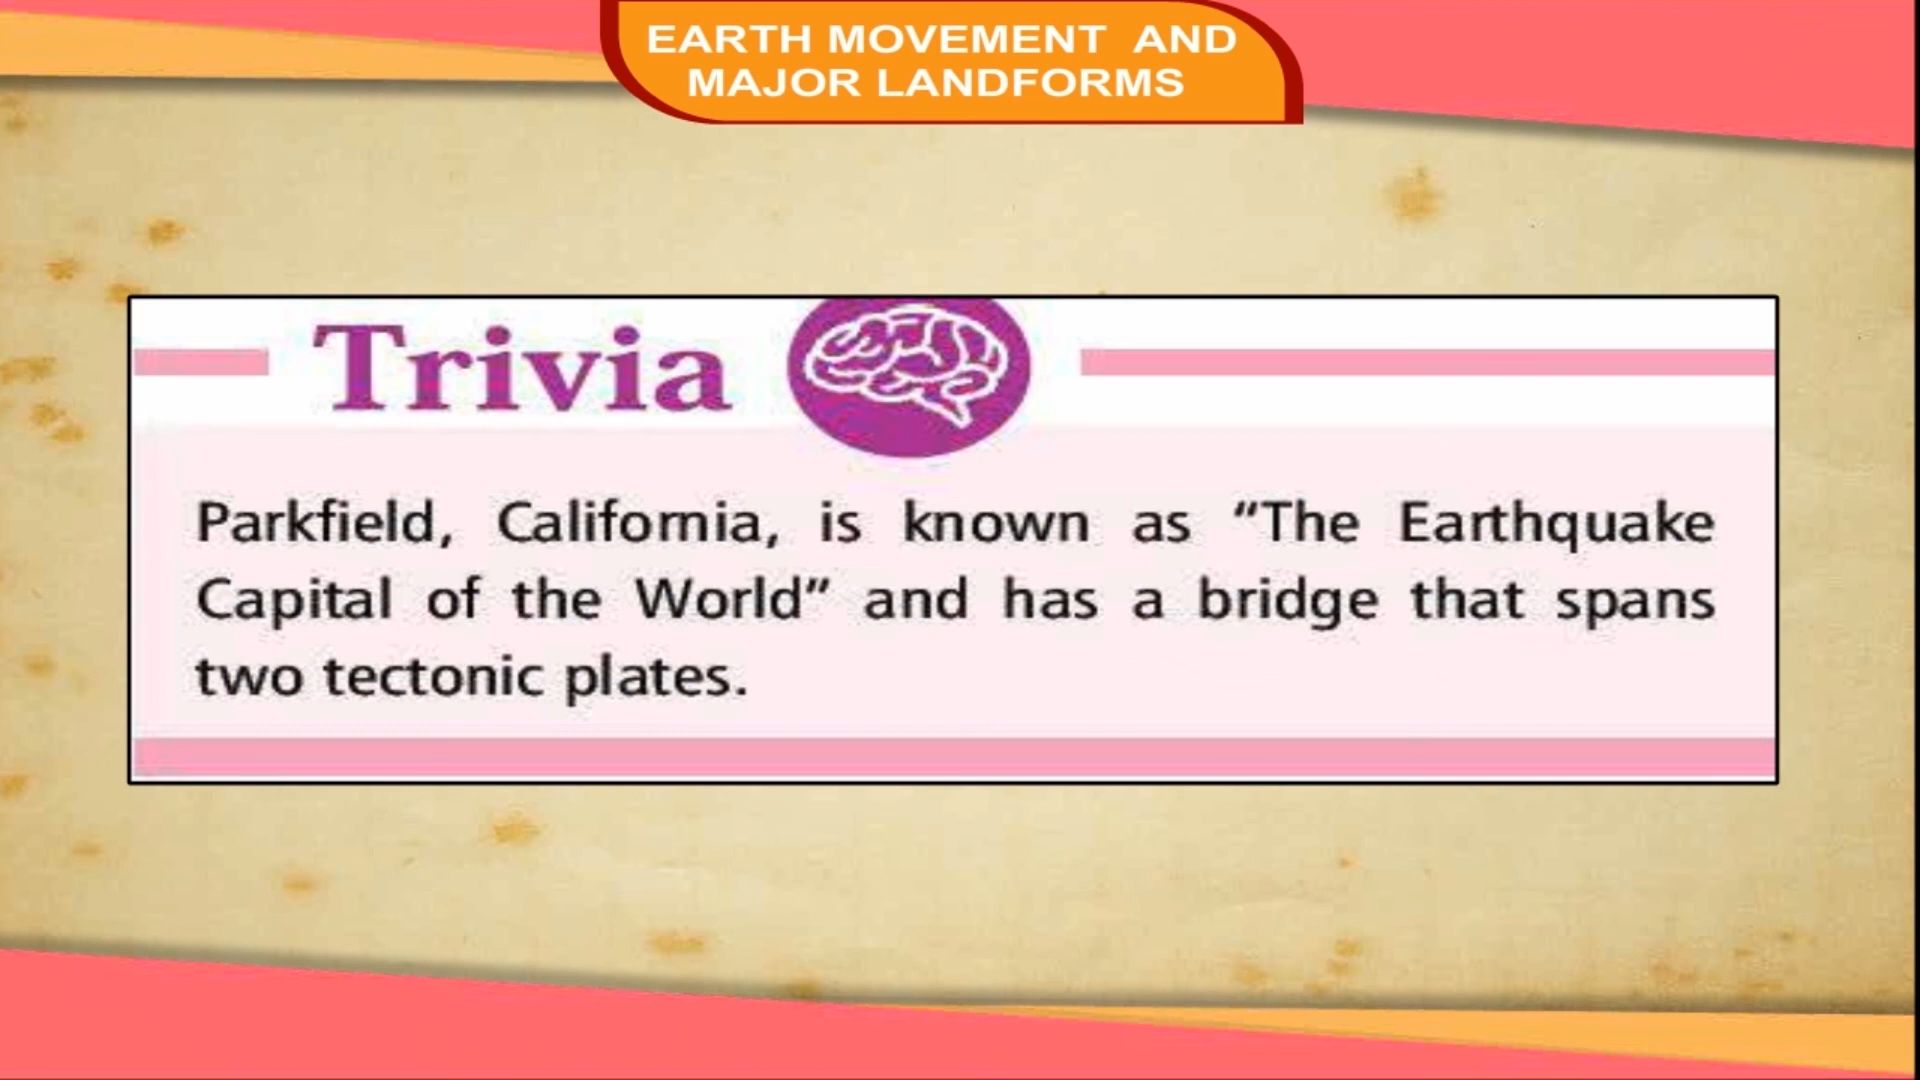 EARTH MOVEMENT AND
MAJOR LANDFORMS
Trivia
Parkfield, California, is known as “The Earthquake
Capital of the World” and has a bridge that spans
two tectonic plates.